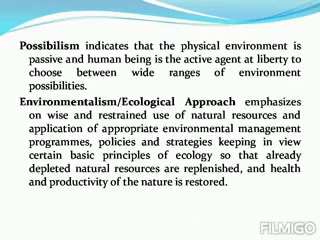 Possibilism indicates that the physical environment is
passive and human being is the active agent at liberty to
choose between wide ranges of environment
possibilities.
Environmentalism/Ecological Approach emphasizes
on wise and restrained use of natural resources and
application of appropriate environmental management
programmes, policies and strategies keeping in view
certain basic principles of ecology so that already
depleted natural resources are replenished, and health
and productivity of the nature is restored.
FILMIGO